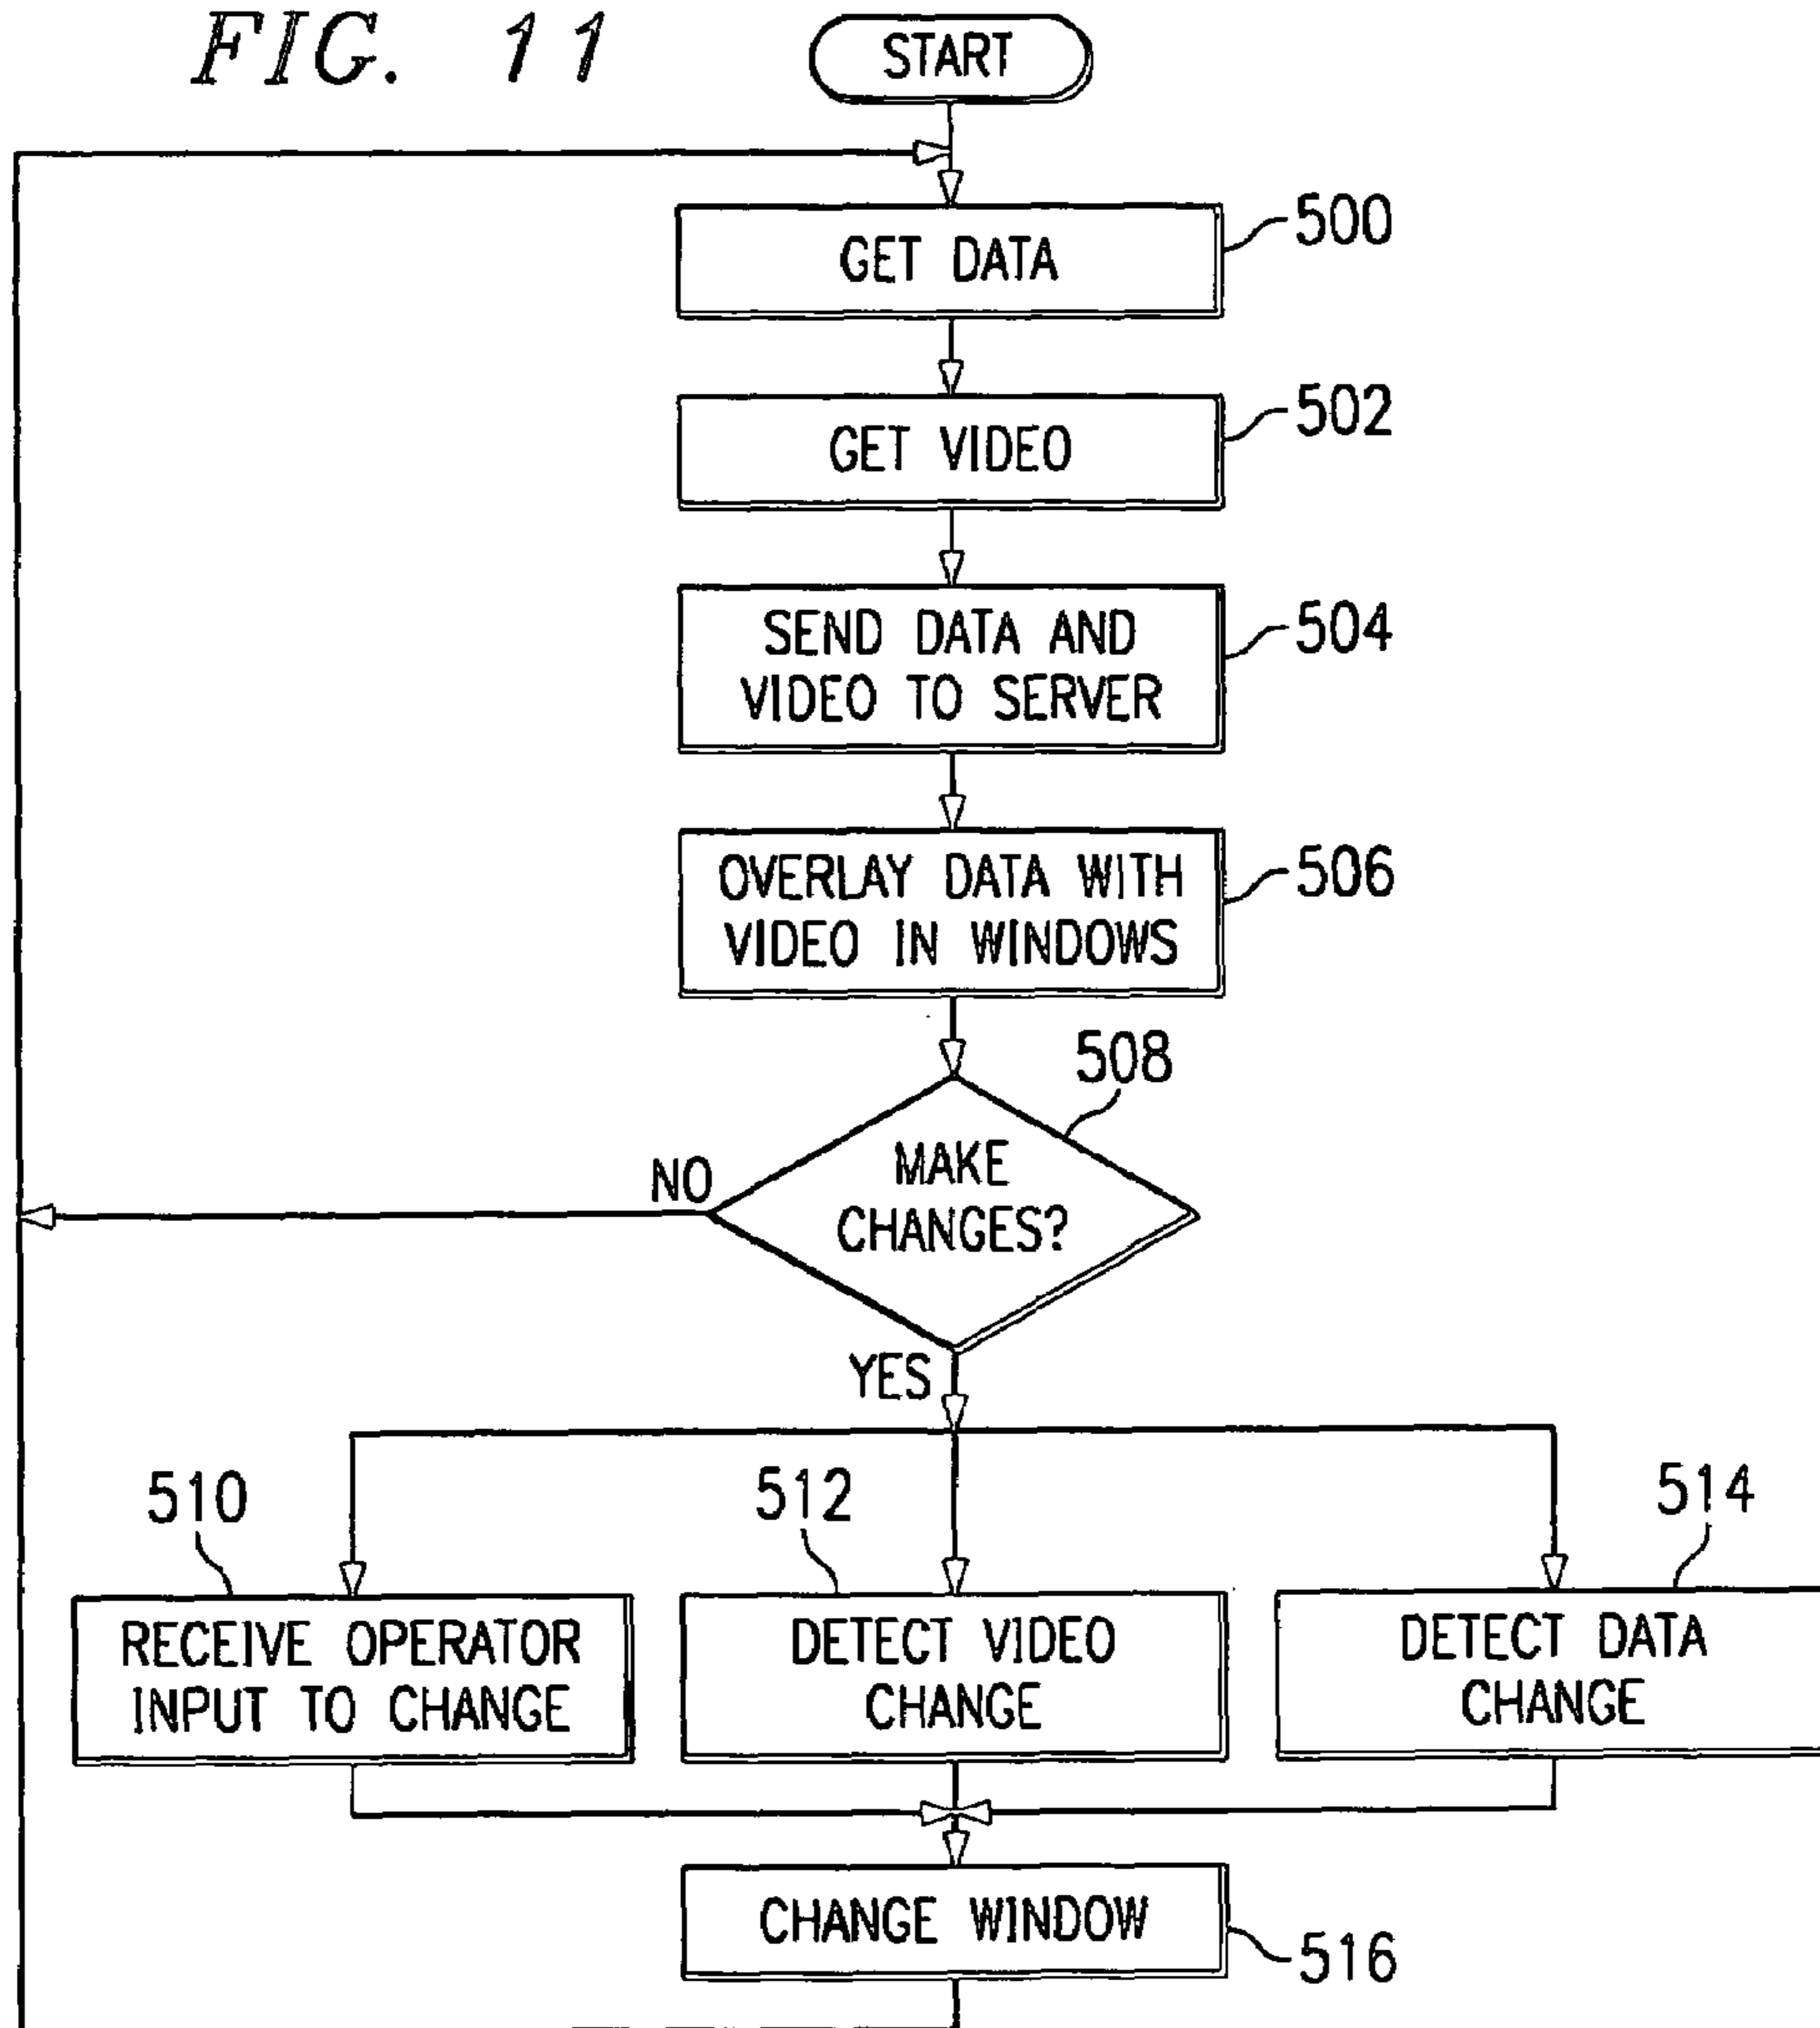 FIG. 11
START
GET DATA
500
GET VIDEO
502
SEND DATA AND
VIDEO TO SERVER
504
OVERLAY DATA WITH
VIDEO IN WINDOWS
506
508
MAKE
CHANGES?
NO
YES
510
RECEIVE OPERATOR
INPUT TO CHANGE
512
DETECT VIDEO
CHANGE
514
DETECT DATA
CHANGE
CHANGE WINDOW
516